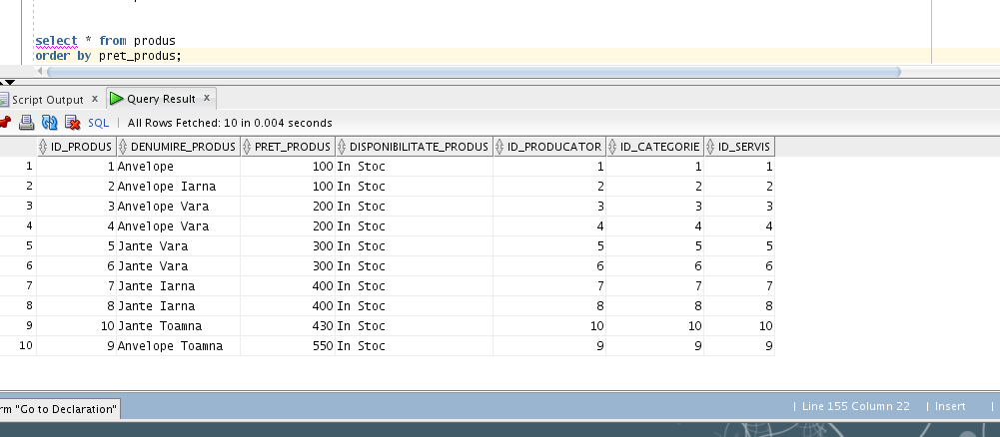 select * from produs
order by pret_produs;
Script Output x Query Result x
SQL | All Rows Fetched: 10 in 0.004 seconds
ID_PRODUS DENUMIRE_PRODUS PRET_PRODUS DISPONIBILITATE_PRODUS ID_PRODUCATOR ID_CATEGORIE ID_SERVIS
1 1 Anvelope 100 In Stoc 1 1 1
2 2 Anvelope Iarna 100 In Stoc 2 2 2
3 3 Anvelope Vara 200 In Stoc 3 3 3
4 4 Anvelope Vara 200 In Stoc 4 4 4
5 5 Jante Vara 300 In Stoc 5 5 5
6 6 Jante Vara 300 In Stoc 6 6 6
7 7 Jante Iarna 400 In Stoc 7 7 7
8 8 Jante Iarna 400 In Stoc 8 8 8
9 10 Jante Toamna 430 In Stoc 10 10 10
10 9 Anvelope Toamna 550 In Stoc 9 9 9
rm "Go to Declaration" | Line 155 Column 22 | Insert |